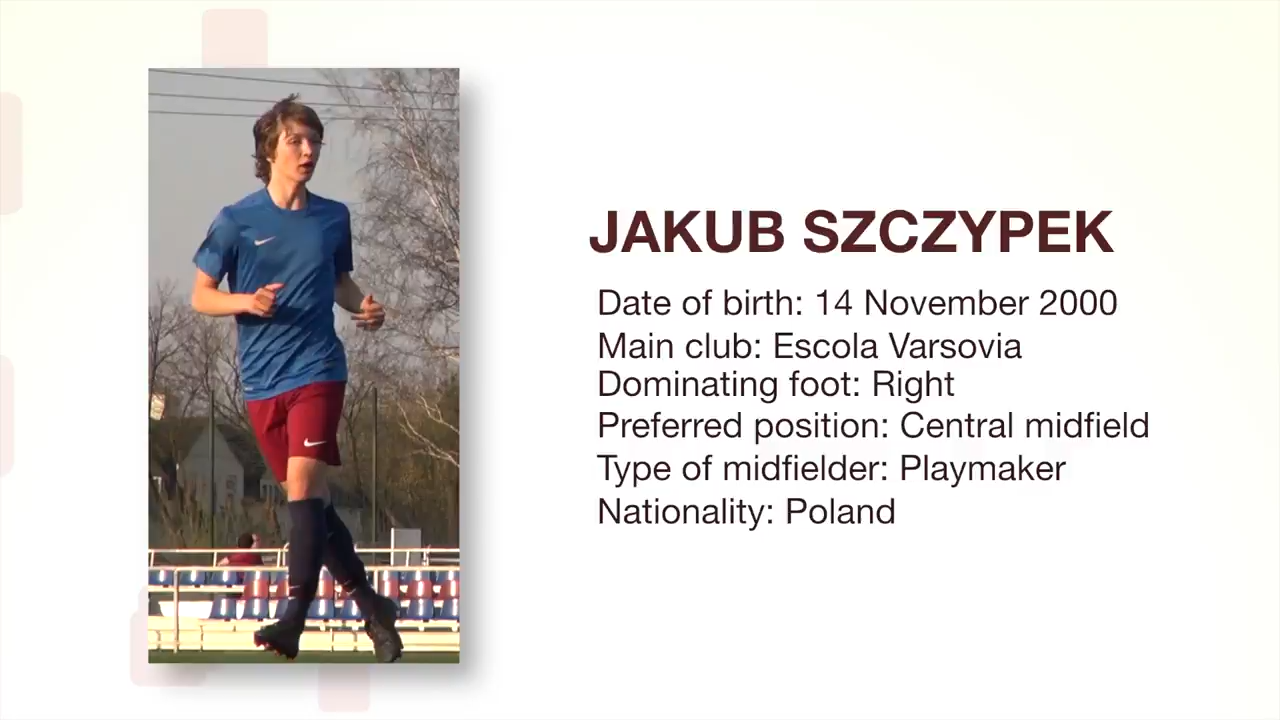 JAKUB SZCZYPEK
Date of birth: 14 November 2000
Main club: Escola Varsovia
Dominating foot: Right
Preferred position: Central midfield
Type of midfielder: Playmaker
Nationality: Poland